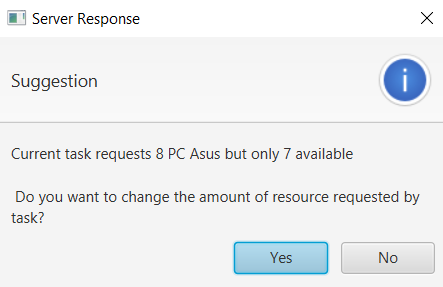 Server Response
Suggestion
Current task requests 8 PC Asus but only 7 available
Do you want to change the amount of resource requested by
task?
Yes
No